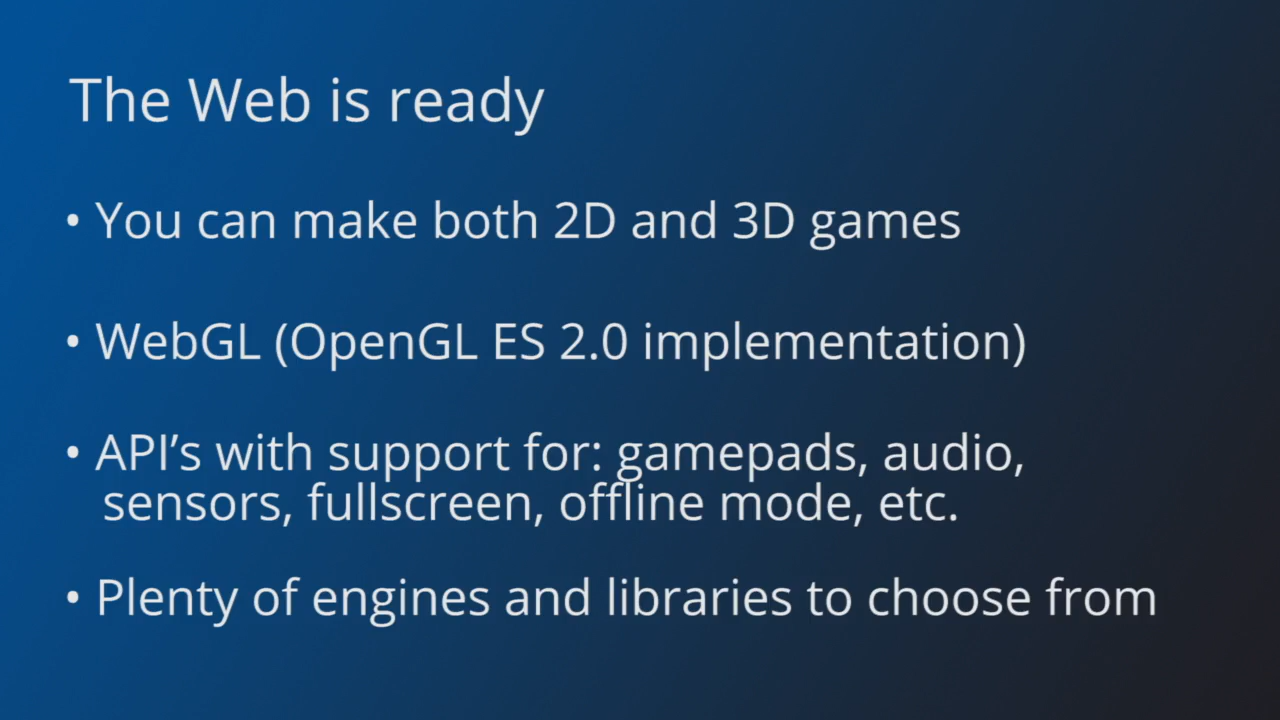 The Web is ready
• You can make both 2D and 3D games
• WebGL (OpenGL ES 2.0 implementation)
• API’s with support for: gamepads, audio,
sensors, fullscreen, offline mode, etc.
• Plenty of engines and libraries to choose from